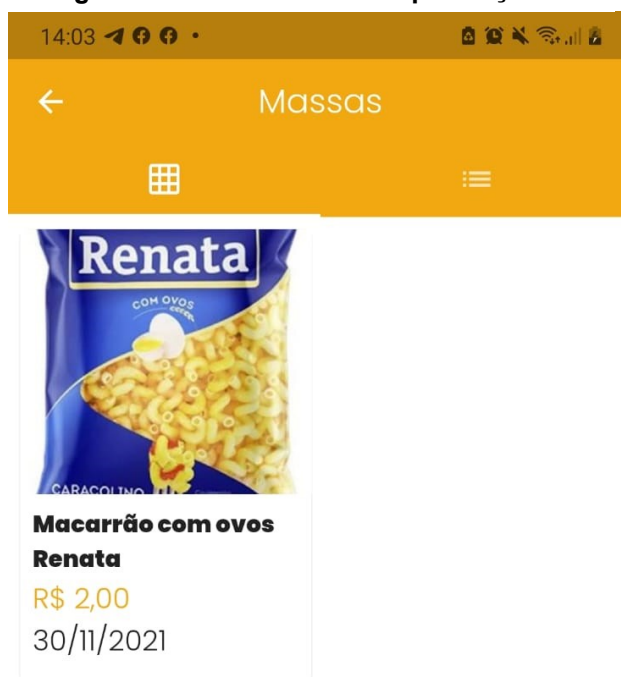 14:03
Massas
Renata
COM OVOS
CARACOLINO
Macarrão com ovos
Renata
R$ 2,00
30/11/2021